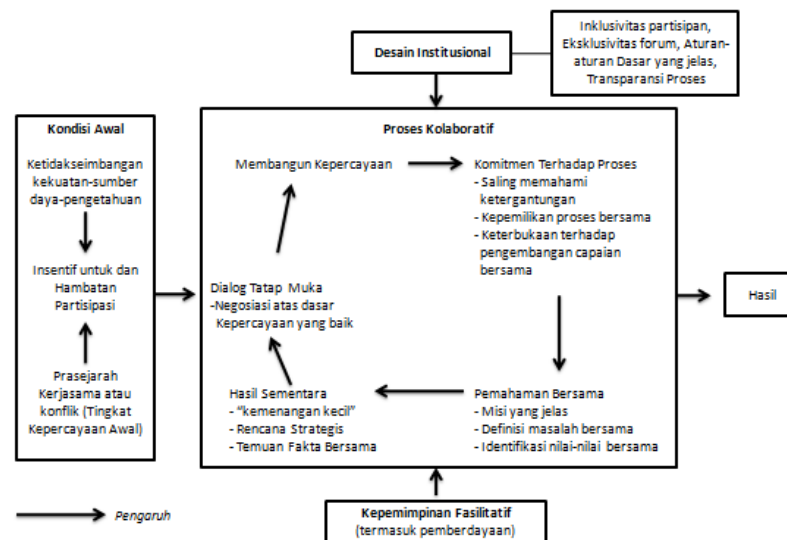 Desain Institusional
Inklusivitas partisipan,
Eksklusivitas forum, Aturan-
aturan Dasar yang jelas,
Transparansi Proses
Kondisi Awal
Ketidakseimbangan
kekuatan-sumber
daya-pengetahuan
Insentif untuk dan
Hambatan
Partisipasi
Prasejarah
Kerjasama atau
konflik (Tingkat
Kepercayaan Awal)
Proses Kolaboratif
Membangun Kepercayaan
Komitmen Terhadap Proses
- Saling memahami
ketergantungan
- Kepemilikan proses bersama
- Keterbukaan terhadap
pengembangan capaian
bersama
Dialog Tatap Muka
-Negosiasi atas dasar
Kepercayaan yang baik
Hasil Sementara
- "kemenangan kecil"
- Rencana Strategis
- Temuan Fakta Bersama
Pemahaman Bersama
- Misi yang jelas
- Definisi masalah bersama
- Identifikasi nilai-nilai bersama
Hasil
Pengaruh
Kepemimpinan Fasilitatif
(termasuk pemberdayaan)